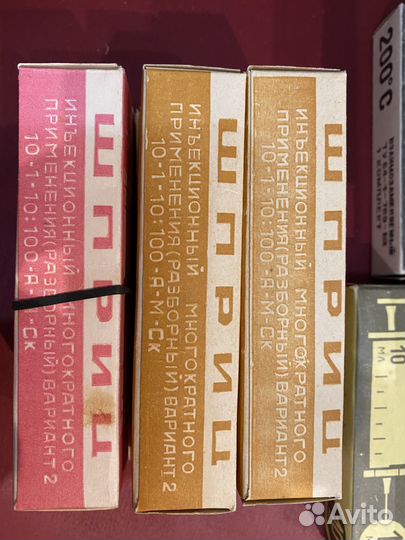 ШПРИЦ
ИНЪЕКЦИОННЫЙ МНОГОКРАТНОГО
ПРИМЕНЕНИЯ (РАЗБОРНЫЙ) ВАРИАНТ 2
10-1-10:100-Я-М-Ск
ШПРИЦ
ИНЪЕКЦИОННЫЙ МНОГОКРАТНОГО
ПРИМЕНЕНИЯ (РАЗБОРНЫЙ) ВАРИАНТ 2
10-1-10:100-Я-М-Ск
ШПРИЦ
ИНЪЕКЦИОННЫЙ МНОГОКРАТНОГО
ПРИМЕНЕНИЯ (РАЗБОРНЫЙ) ВАРИАНТ 2
10-1-10:100-Я-М-Ск
200°С
10
МЛ
Avito